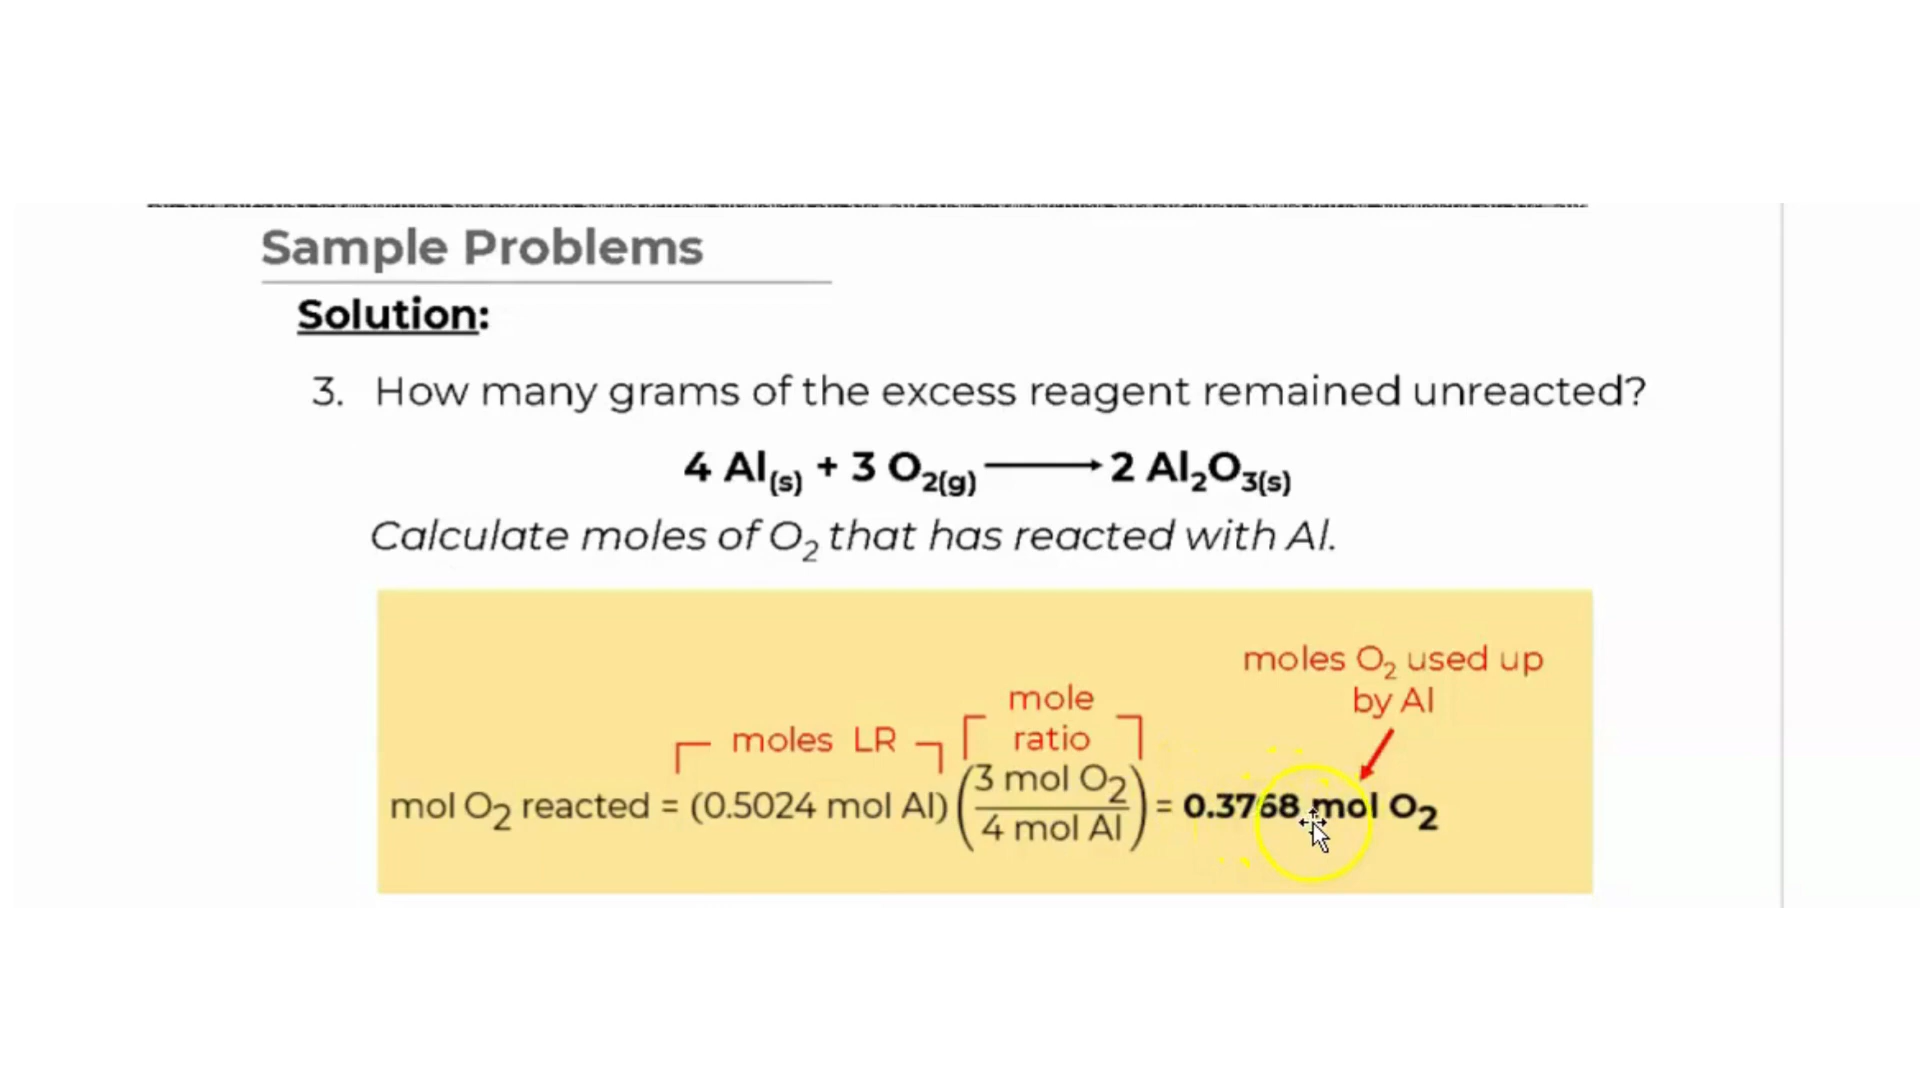 Sample Problems
Solution:
3. How many grams of the excess reagent remained unreacted?
4 Al(s) + 3 O2(g) ⟶ 2 Al2O3(s)
Calculate moles of O2 that has reacted with Al.
moles O2 used up
by Al
mole
ratio
moles LR
mol O2 reacted = (0.5024 mol Al) (3 mol O2 / 4 mol Al) = 0.3768 mol O2